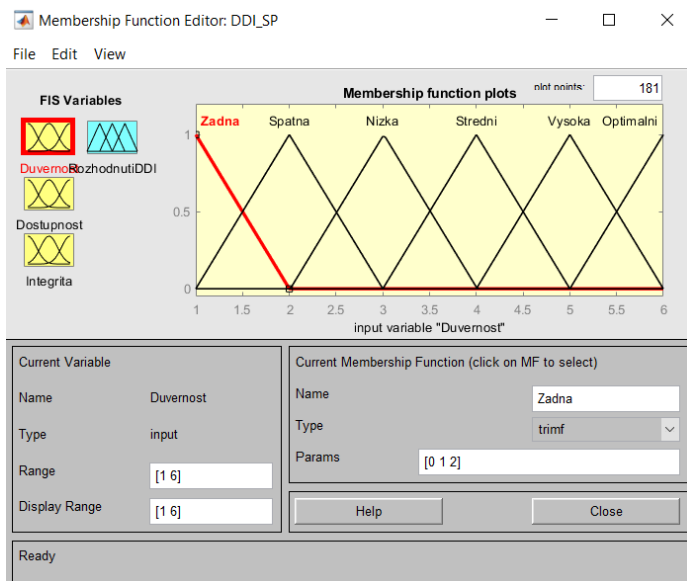 Membership Function Editor: DDI_SP
File Edit View
FIS Variables
Duvernost RozhodnutiDDI
Dostupnost
Integrita
Membership function plots plot points: 181
Zadna Spatna Nizka Stredni Vysoka Optimalni
1
0.5
0
1 1.5 2 2.5 3 3.5 4 4.5 5 5.5 6
input variable "Duvernost"
Current Variable
Name Duvernost
Type input
Range [1 6]
Display Range [1 6]
Current Membership Function (click on MF to select)
Name Zadna
Type trimf
Params [0 1 2]
Help Close
Ready